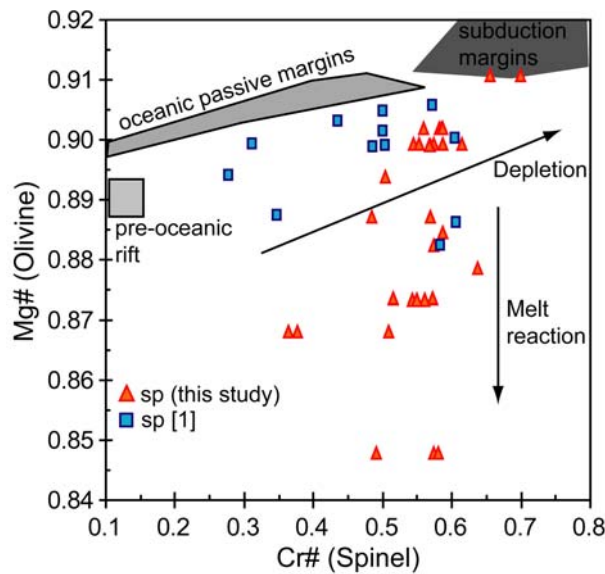 0.92
0.91
0.90
0.89
0.88
0.87
0.86
0.85
0.84
Mg# (Olivine)
subduction
margins
oceanic passive margins
pre-oceanic
rift
Depletion
Melt
reaction
sp (this study)
sp [1]
0.1 0.2 0.3 0.4 0.5 0.6 0.7 0.8
Cr# (Spinel)